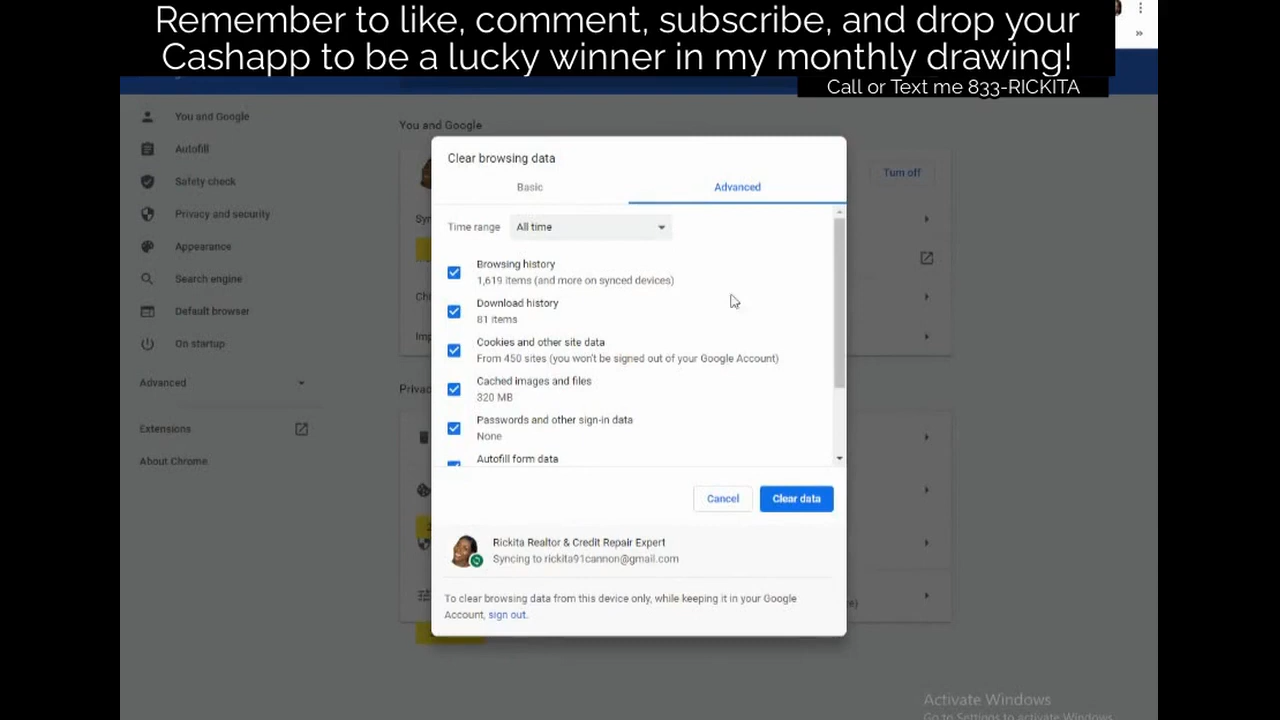 Remember to like, comment, subscribe, and drop your
Cashapp to be a lucky winner in my monthly drawing!
Call or Text me 833-RICKITA
You and Google
Autofill
Safety check
Privacy and security
Appearance
Search engine
Default browser
On startup
Advanced
Extensions
About Chrome
You and Google
Turn off
Clear browsing data
Basic
Advanced
Time range
All time
Browsing history
1,619 items (and more on synced devices)
Download history
81 items
Cookies and other site data
From 450 sites (you won't be signed out of your Google Account)
Cached images and files
320 MB
Passwords and other sign-in data
None
Autofill form data
Cancel
Clear data
Rickita Realtor & Credit Repair Expert
Syncing to rickita91cannon@gmail.com
To clear browsing data from this device only, while keeping it in your Google
Account, sign out.
Activate Windows
Go to Settings to activate Windows.